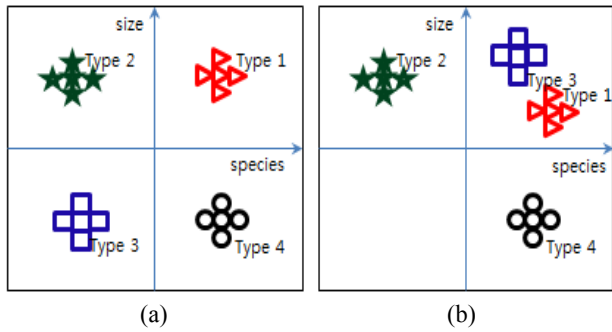 size
Type 2
Type 1
species
Type 3
Type 4
(a)
size
Type 2
Type 3
Type 1
species
Type 4
(b)